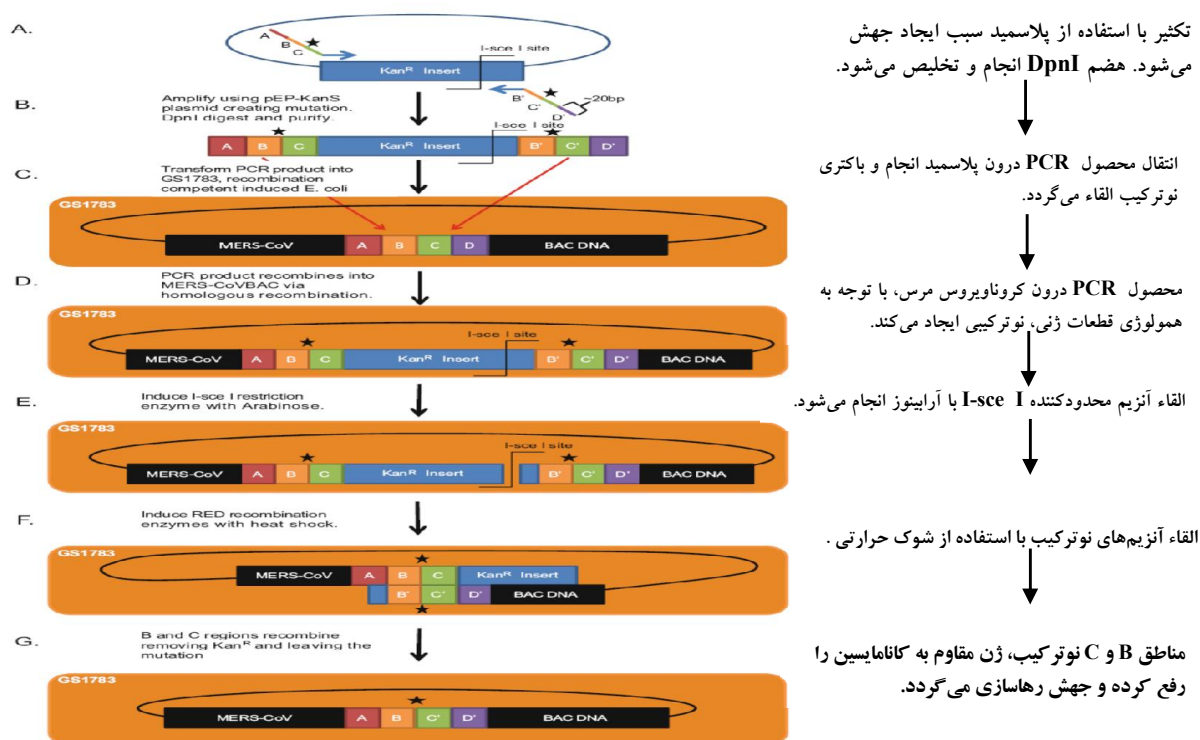 A.
A
B
C
I-sce I site
Kanᴿ Insert
B'
C'
D'
~20bp
تکثیر با استفاده از پلاسمید سبب ایجاد جهش
می‌شود. هضم DpnI انجام و تخلیص می‌شود.
B.
Amplify using pEP-KanS
plasmid creating mutation.
DpnI digest and purify.
I-sce I site
A B C Kanᴿ Insert B' C' D'
C.
Transform PCR product into
GS1783, recombination
competent induced E. coli
انتقال محصول PCR درون پلاسمید انجام و باکتری
نوترکیب القاء می‌گردد.
GS1783
MERS-CoV A B C D BAC DNA
D.
PCR product recombines into
MERS-CoVBAC via
homologous recombination.
محصول PCR درون کروناویروس مرس، با توجه به
همولوژی قطعات ژنی، نوترکیبی ایجاد می‌کند.
GS1783
I-sce I site
MERS-CoV A B C Kanᴿ Insert B' C' D' BAC DNA
E.
Induce I-sce I restriction
enzyme with Arabinose.
القاء آنزیم محدودکننده I-sce I با آرابینوز انجام می‌شود.
GS1783
I-sce I site
MERS-CoV A B C Kanᴿ Insert B' C' D' BAC DNA
F.
Induce RED recombination
enzymes with heat shock.
القاء آنزیم‌های نوترکیب با استفاده از شوک حرارتی .
GS1783
MERS-CoV A B C Kanᴿ Insert
B' C' D' BAC DNA
G.
B and C regions recombine
removing Kanᴿ and leaving the
mutation
مناطق B و C نوترکیب، ژن مقاوم به کانامایسین را
رفع کرده و جهش رهاسازی می‌گردد.
GS1783
MERS-CoV A B C' D' BAC DNA